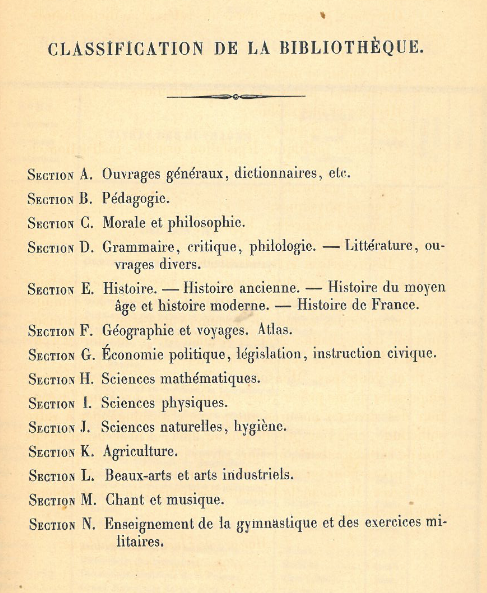 CLASSIFICATION DE LA BIBLIOTHÈQUE.
SECTION A. Ouvrages généraux, dictionnaires, etc.
SECTION B. Pédagogie.
SECTION C. Morale et philosophie.
SECTION D. Grammaire, critique, philologie. — Littérature, ou-
vrages divers.
SECTION E. Histoire. — Histoire ancienne. — Histoire du moyen
âge et histoire moderne. — Histoire de France.
SECTION F. Géographie et voyages. Atlas.
SECTION G. Économie politique, législation, instruction civique.
SECTION H. Sciences mathématiques.
SECTION I. Sciences physiques.
SECTION J. Sciences naturelles, hygiène.
SECTION K. Agriculture.
SECTION L. Beaux-arts et arts industriels.
SECTION M. Chant et musique.
SECTION N. Enseignement de la gymnastique et des exercices mi-
litaires.